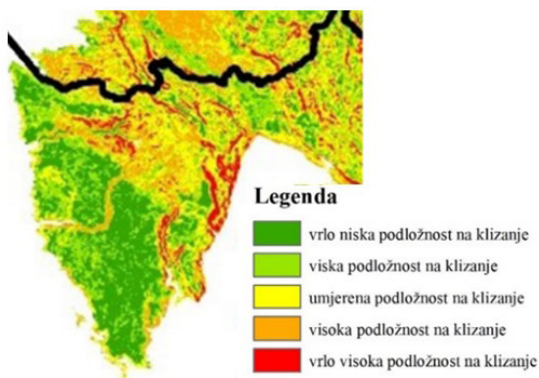 Legenda
vrlo niska podložnost na klizanje
viska podložnost na klizanje
umjerena podložnost na klizanje
visoka podložnost na klizanje
vrlo visoka podložnost na klizanje